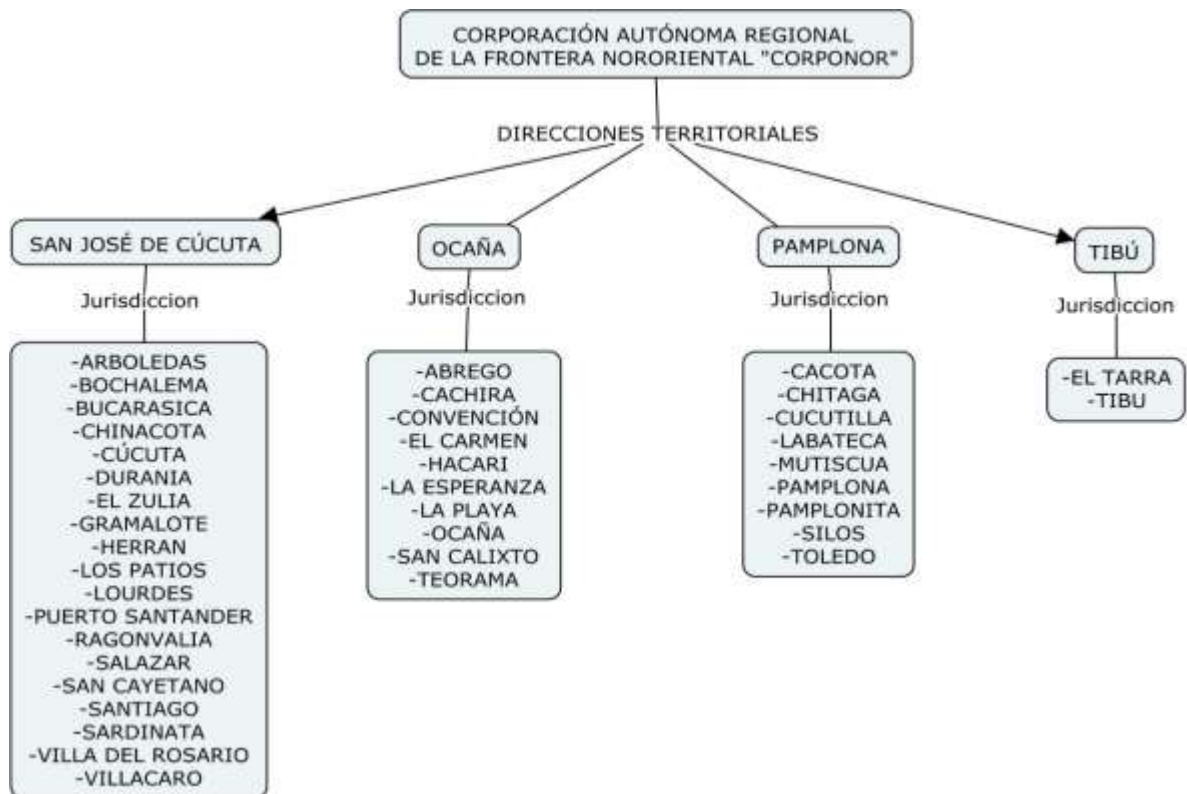 CORPORACIÓN AUTÓNOMA REGIONAL
DE LA FRONTERA NORORIENTAL "CORPONOR"
DIRECCIONES TERRITORIALES
SAN JOSÉ DE CÚCUTA
Jurisdiccion
-ARBOLEDAS
-BOCHALEMA
-BUCARASICA
-CHINACOTA
-CÚCUTA
-DURANIA
-EL ZULIA
-GRAMALOTE
-HERRAN
-LOS PATIOS
-LOURDES
-PUERTO SANTANDER
-RAGONVALIA
-SALAZAR
-SAN CAYETANO
-SANTIAGO
-SARDINATA
-VILLA DEL ROSARIO
-VILLACARO
OCAÑA
Jurisdiccion
-ABREGO
-CACHIRA
-CONVENCIÓN
-EL CARMEN
-HACARI
-LA ESPERANZA
-LA PLAYA
-OCAÑA
-SAN CALIXTO
-TEORAMA
PAMPLONA
Jurisdiccion
-CACOTA
-CHITAGA
-CUCUTILLA
-LABATECA
-MUTISCUA
-PAMPLONA
-PAMPLONITA
-SILOS
-TOLEDO
TIBÚ
Jurisdiccion
-EL TARRA
-TIBU